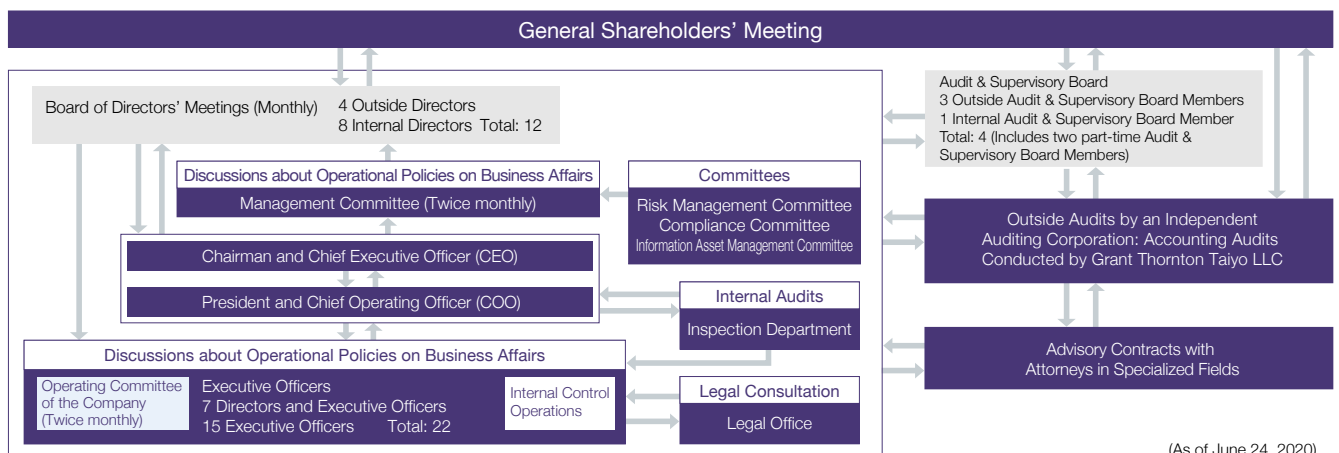 General Shareholders' Meeting
Board of Directors' Meetings (Monthly)
4 Outside Directors
8 Internal Directors Total: 12
Audit & Supervisory Board
3 Outside Audit & Supervisory Board Members
1 Internal Audit & Supervisory Board Member
Total: 4 (Includes two part-time Audit &
Supervisory Board Members)
Discussions about Operational Policies on Business Affairs
Management Committee (Twice monthly)
Committees
Risk Management Committee
Compliance Committee
Information Asset Management Committee
Outside Audits by an Independent
Auditing Corporation: Accounting Audits
Conducted by Grant Thornton Taiyo LLC
Chairman and Chief Executive Officer (CEO)
President and Chief Operating Officer (COO)
Internal Audits
Inspection Department
Discussions about Operational Policies on Business Affairs
Operating Committee
of the Company
(Twice monthly)
Executive Officers
7 Directors and Executive Officers
15 Executive Officers Total: 22
Internal Control
Operations
Legal Consultation
Legal Office
Advisory Contracts with
Attorneys in Specialized Fields
(As of June 24, 2020)